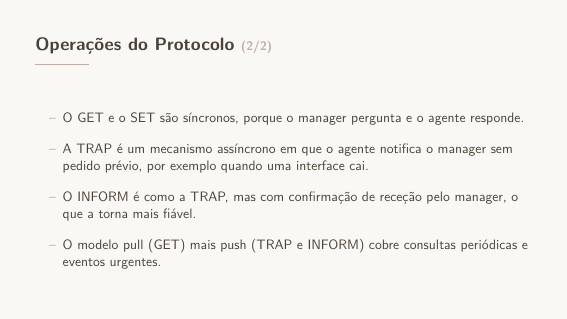 Operações do Protocolo (2/2)
– O GET e o SET são síncronos, porque o manager pergunta e o agente responde.
– A TRAP é um mecanismo assíncrono em que o agente notifica o manager sem
pedido prévio, por exemplo quando uma interface cai.
– O INFORM é como a TRAP, mas com confirmação de receção pelo manager, o
que a torna mais fiável.
– O modelo pull (GET) mais push (TRAP e INFORM) cobre consultas periódicas e
eventos urgentes.